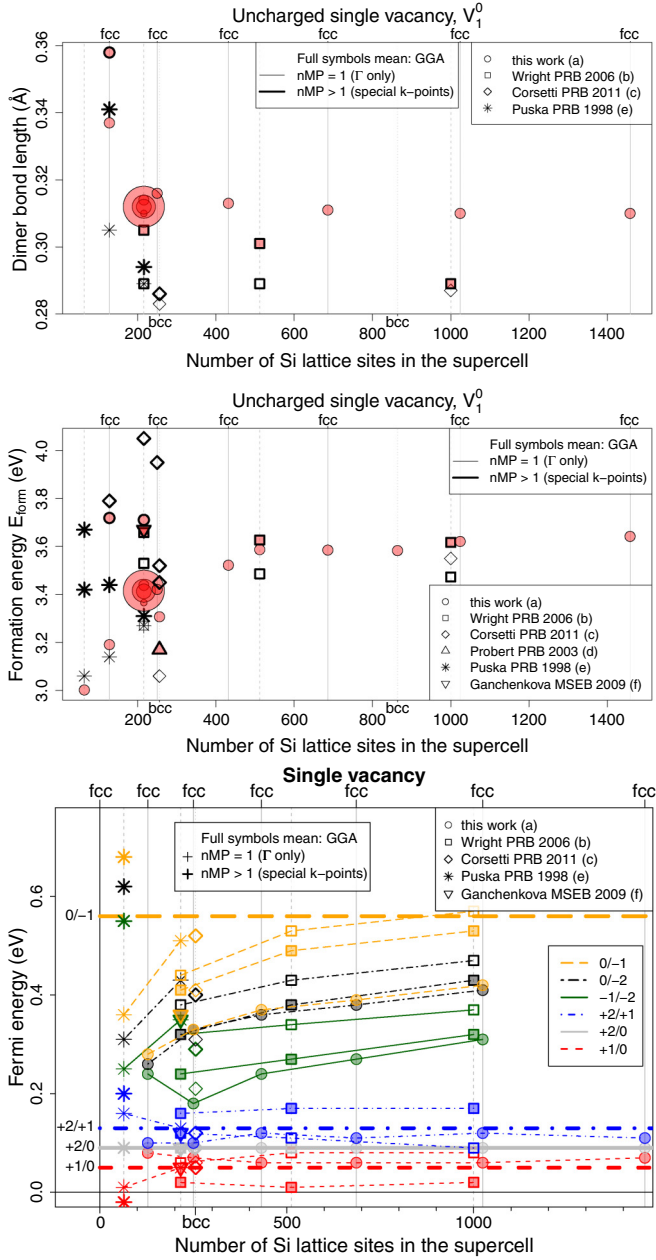 Uncharged single vacancy, V₁⁰
fcc fcc fcc fcc fcc fcc
Full symbols mean: GGA
nMP = 1 (Γ only)
nMP > 1 (special k−points)
this work (a)
Wright PRB 2006 (b)
Corsetti PRB 2011 (c)
Puska PRB 1998 (e)
Dimer bond length (Å)
0.36
0.34
0.32
0.30
0.28
200 400 600 800 1000 1200 1400
bcc bcc
Number of Si lattice sites in the supercell
Uncharged single vacancy, V₁⁰
fcc fcc fcc fcc fcc fcc
Full symbols mean: GGA
nMP = 1 (Γ only)
nMP > 1 (special k−points)
this work (a)
Wright PRB 2006 (b)
Corsetti PRB 2011 (c)
Probert PRB 2003 (d)
Puska PRB 1998 (e)
Ganchenkova MSEB 2009 (f)
Formation energy E_form (eV)
4.0
3.8
3.6
3.4
3.2
3.0
200 400 600 800 1000 1200 1400
bcc bcc
Number of Si lattice sites in the supercell
Single vacancy
fcc fcc fcc fcc fcc fcc fcc
Full symbols mean: GGA
nMP = 1 (Γ only)
nMP > 1 (special k−points)
this work (a)
Wright PRB 2006 (b)
Corsetti PRB 2011 (c)
Puska PRB 1998 (e)
Ganchenkova MSEB 2009 (f)
0/−1
0/−2
−1/−2
+2/+1
+2/0
+1/0
Fermi energy (eV)
0.6
0.4
0.2
0.0
0/−1
+2/+1
+2/0
+1/0
0 bcc 500 1000
Number of Si lattice sites in the supercell